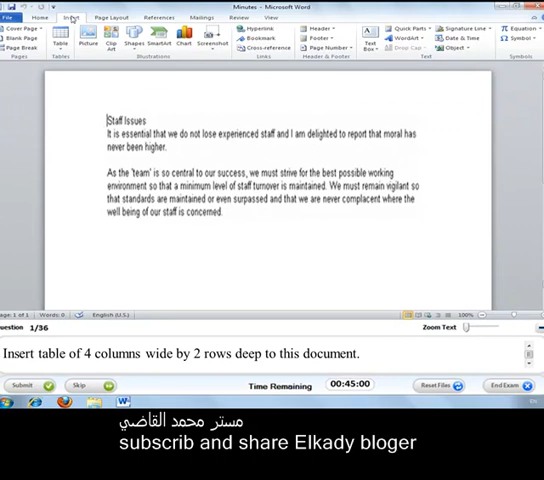 Minutes - Microsoft Word
File Home Insert Page Layout References Mailings Review View
Cover Page
Blank Page
Page Break
Table
Picture
Clip Art
Shapes
SmartArt
Chart
Screenshot
Hyperlink
Bookmark
Cross-reference
Header
Footer
Page Number
Text Box
Quick Parts
WordArt
Drop Cap
Signature Line
Date & Time
Object
Equation
Symbol
Pages Tables Illustrations Links Header & Footer Text Symbols
Staff Issues
It is essential that we do not lose experienced staff and I am delighted to report that moral has
never been higher.
As the 'team' is so central to our success, we must strive for the best possible working
environment so that a minimum level of staff turnover is maintained. We must remain vigilant so
that standards are maintained or even surpassed and that we are never complacent where the
well being of our staff is concerned.
Page: 1 of 1 Words: 0 English (U.S.) 100%
uestion 1/36 Zoom Text
Insert table of 4 columns wide by 2 rows deep to this document.
Submit Skip Time Remaining 00:45:00 Reset Files End Exam
EN
مستر محمد القاضي
subscrib and share Elkady bloger